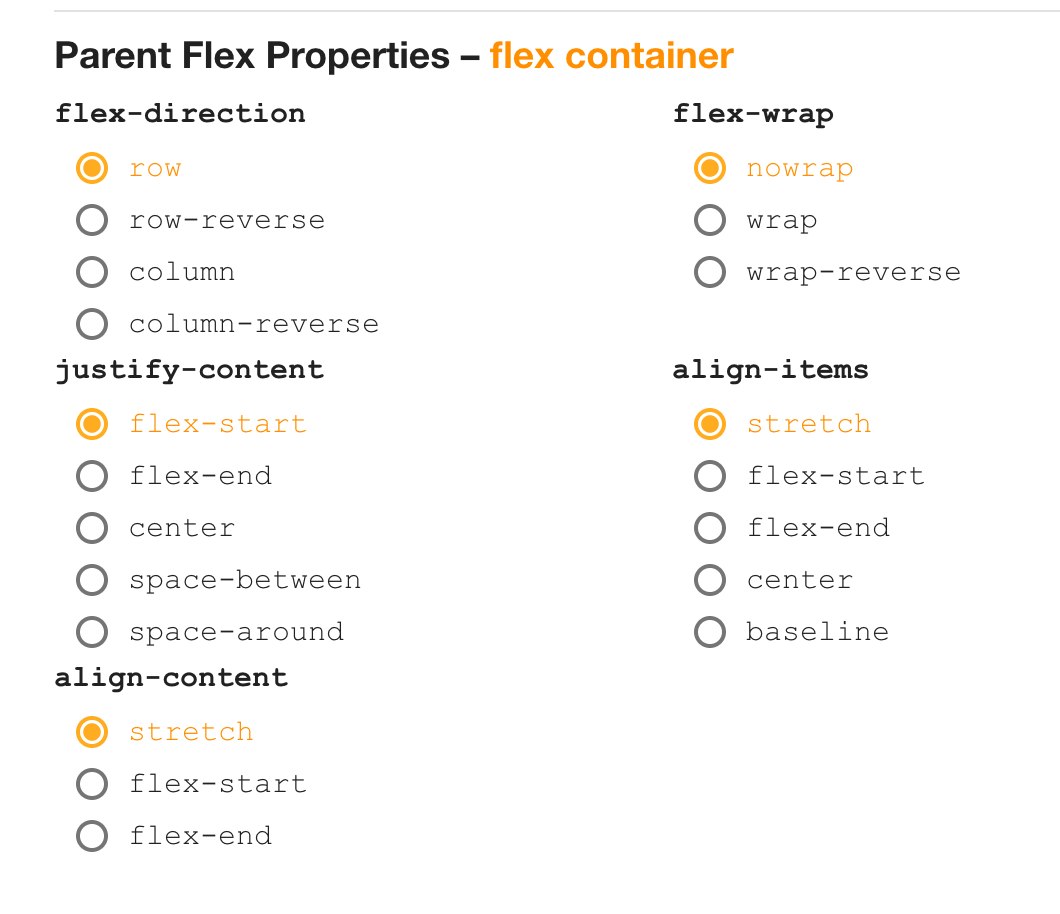 Parent Flex Properties – flex container
flex-direction
row
row-reverse
column
column-reverse
flex-wrap
nowrap
wrap
wrap-reverse
justify-content
flex-start
flex-end
center
space-between
space-around
align-items
stretch
flex-start
flex-end
center
baseline
align-content
stretch
flex-start
flex-end